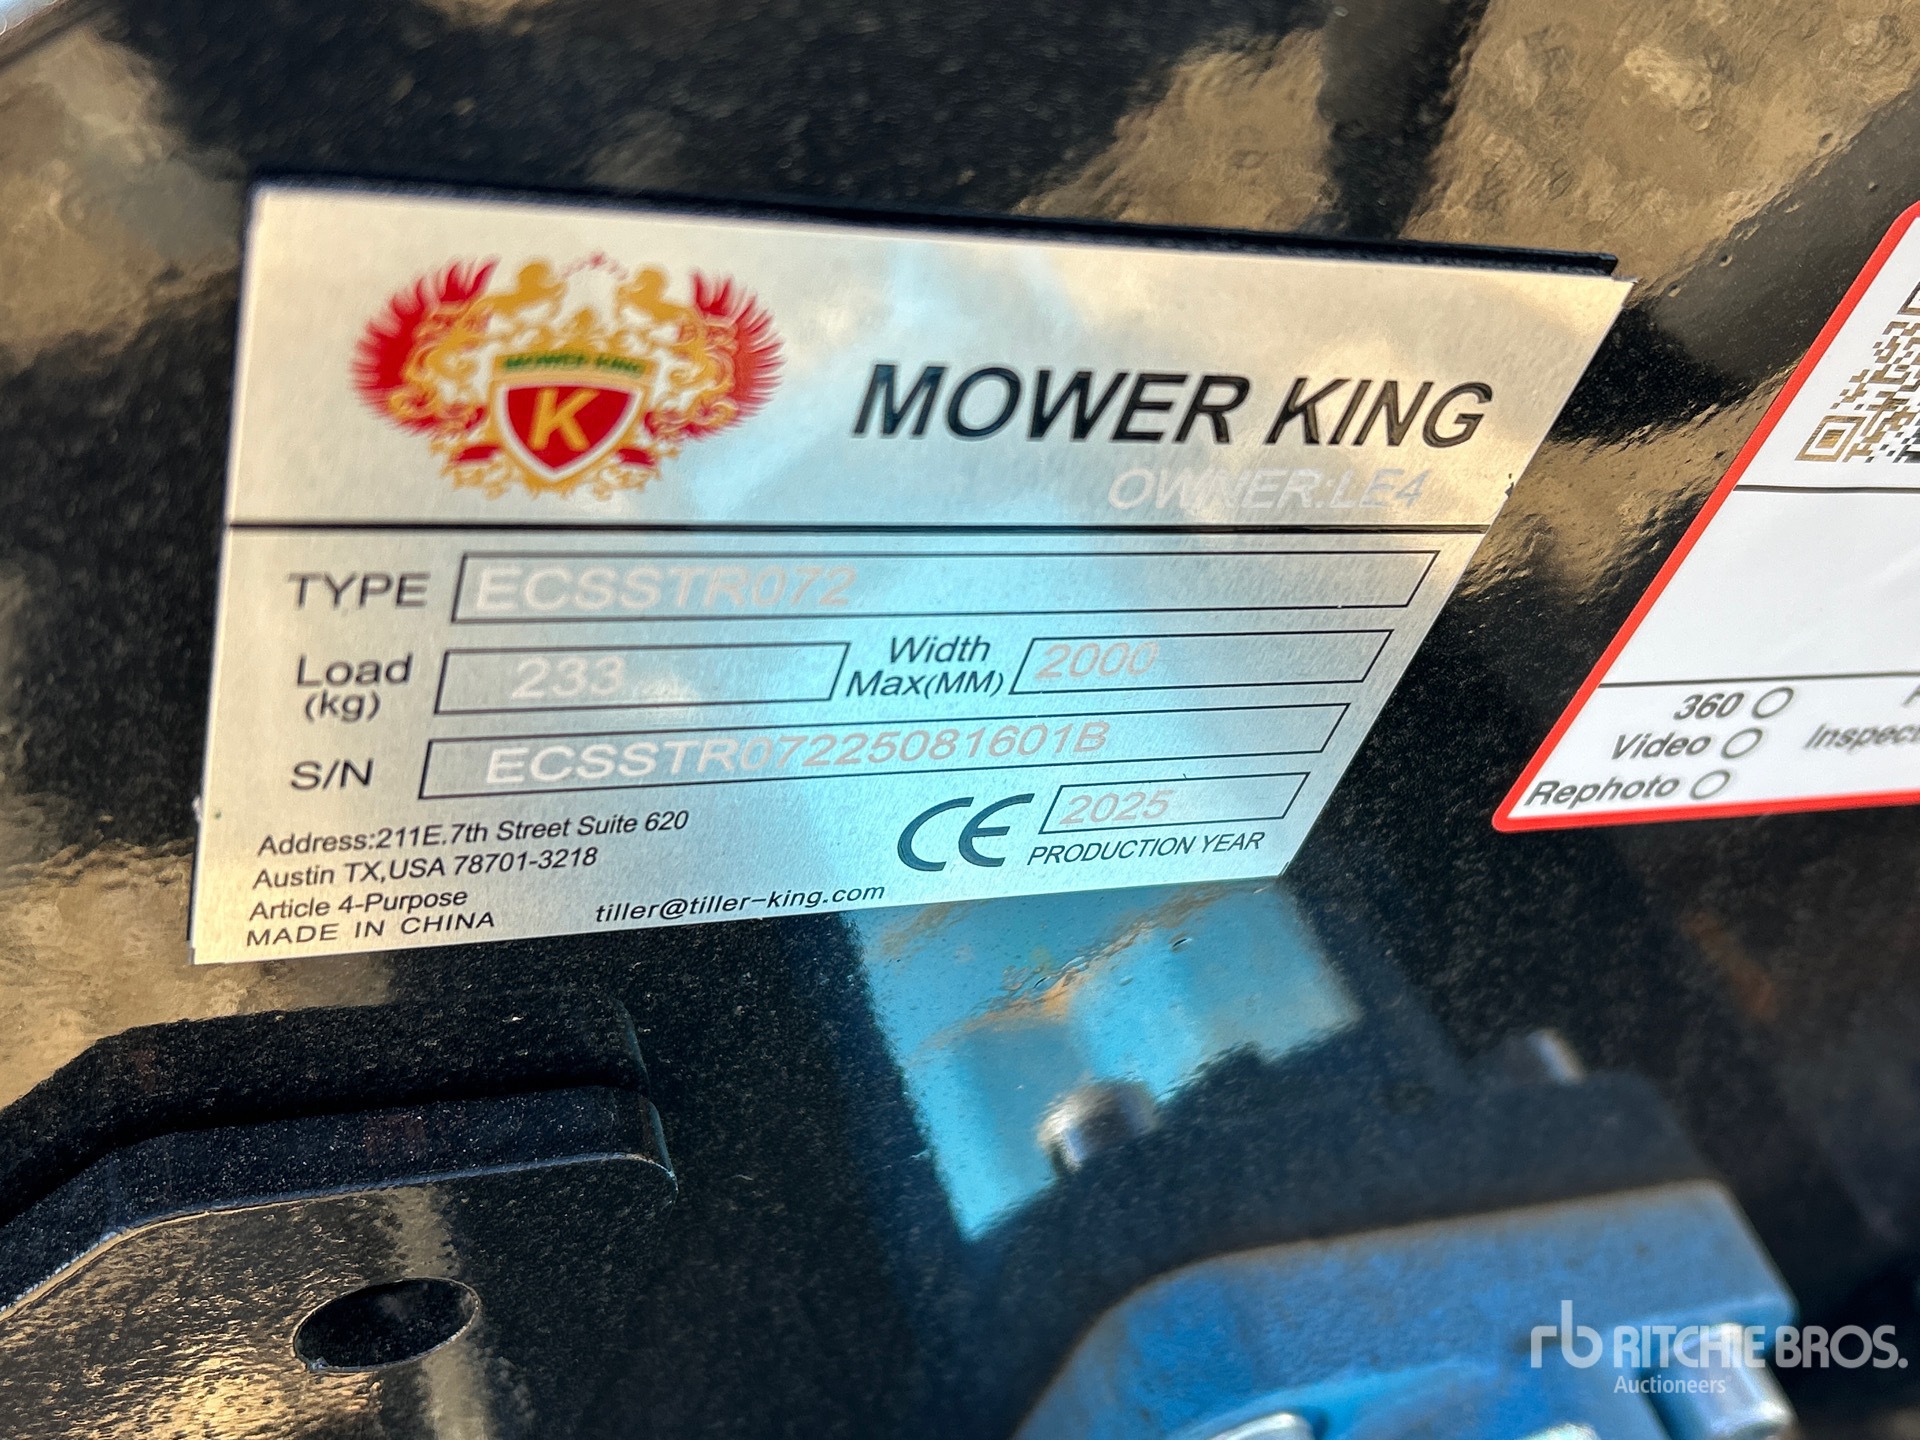 MOWER KING
K
MOWER KING
OWNER:LE4
TYPE ECSSTR072
Load (kg) 233 Width Max(MM) 2000
S/N ECSSTR07225081601B
CE 2025
PRODUCTION YEAR
Address:211E.7th Street Suite 620
Austin TX,USA 78701-3218
Article 4-Purpose
MADE IN CHINA
tiller@tiller-king.com
360
Video
Rephoto
rb RITCHIE BROS.
Auctioneers